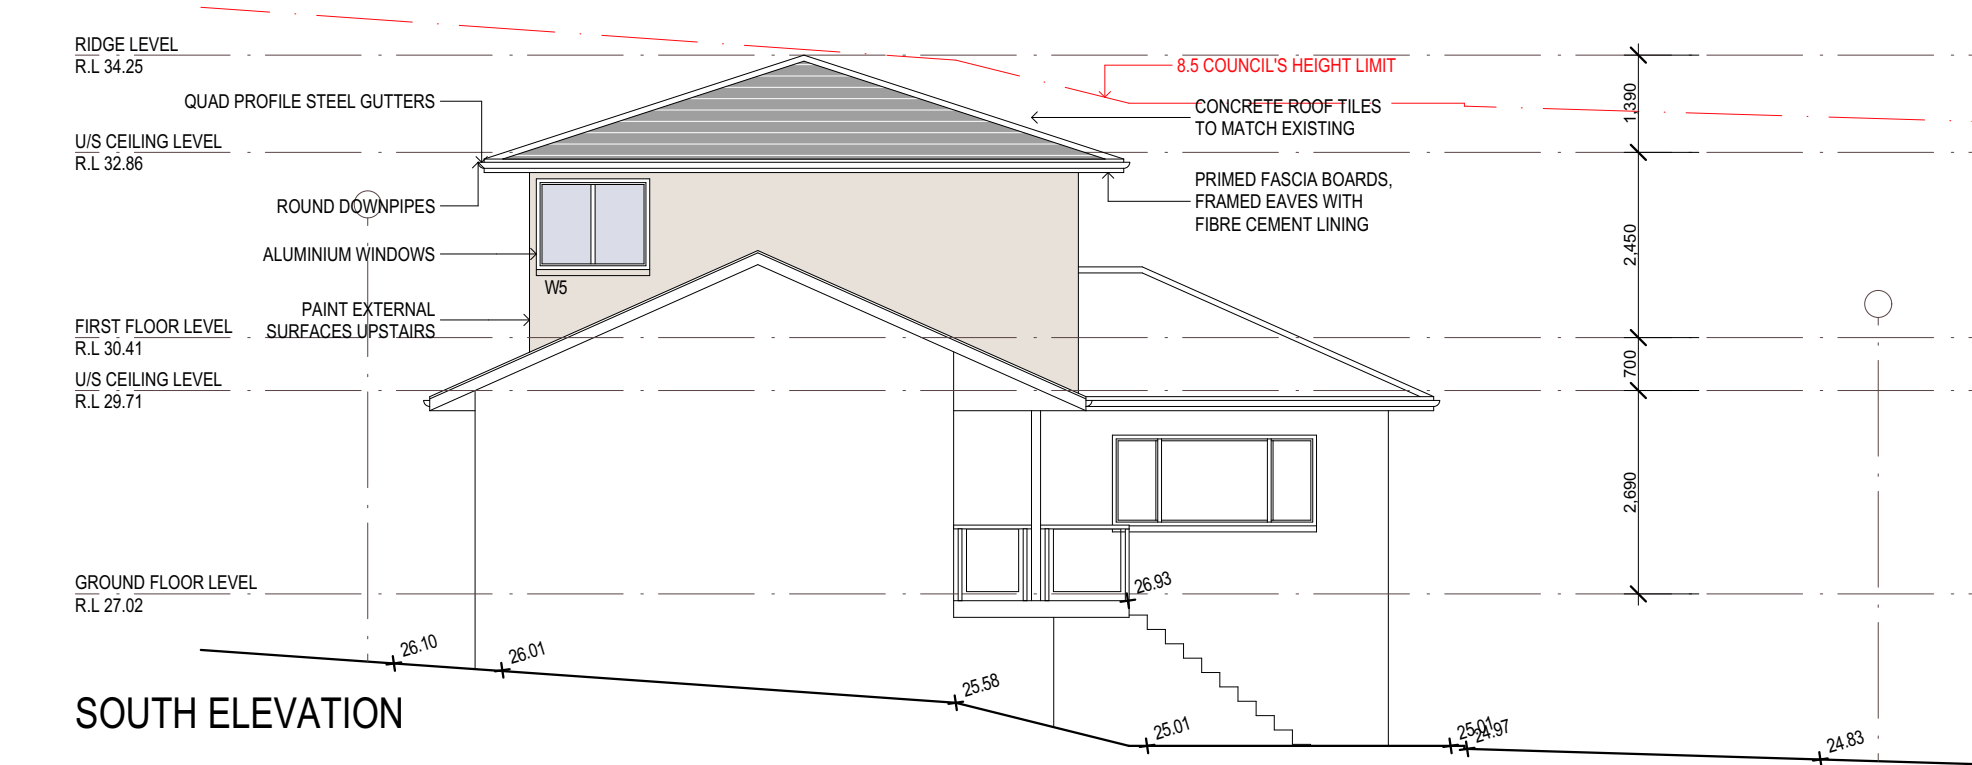 RIDGE LEVEL
R.L 34.25
QUAD PROFILE STEEL GUTTERS
U/S CEILING LEVEL
R.L 32.86
ROUND DOWNPIPES
ALUMINIUM WINDOWS
W5
PAINT EXTERNAL
SURFACES UPSTAIRS
FIRST FLOOR LEVEL
R.L 30.41
U/S CEILING LEVEL
R.L 29.71
GROUND FLOOR LEVEL
R.L 27.02
8.5 COUNCIL'S HEIGHT LIMIT
CONCRETE ROOF TILES
TO MATCH EXISTING
PRIMED FASCIA BOARDS,
FRAMED EAVES WITH
FIBRE CEMENT LINING
1,390
2,450
700
2,690
26.93
26.10
26.01
25.58
25.01
25.01
24.97
24.83
SOUTH ELEVATION